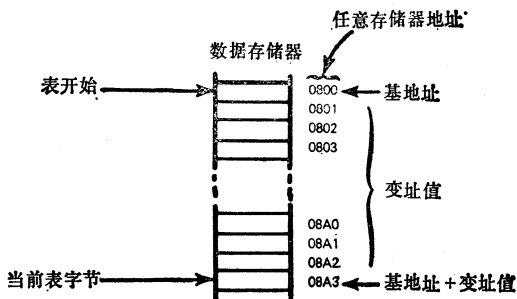 任意存储器地址
数据存储器
表开始
0800
基地址
0801
0802
0803
变址值
08A0
08A1
08A2
当前表字节
08A3
基地址+变址值